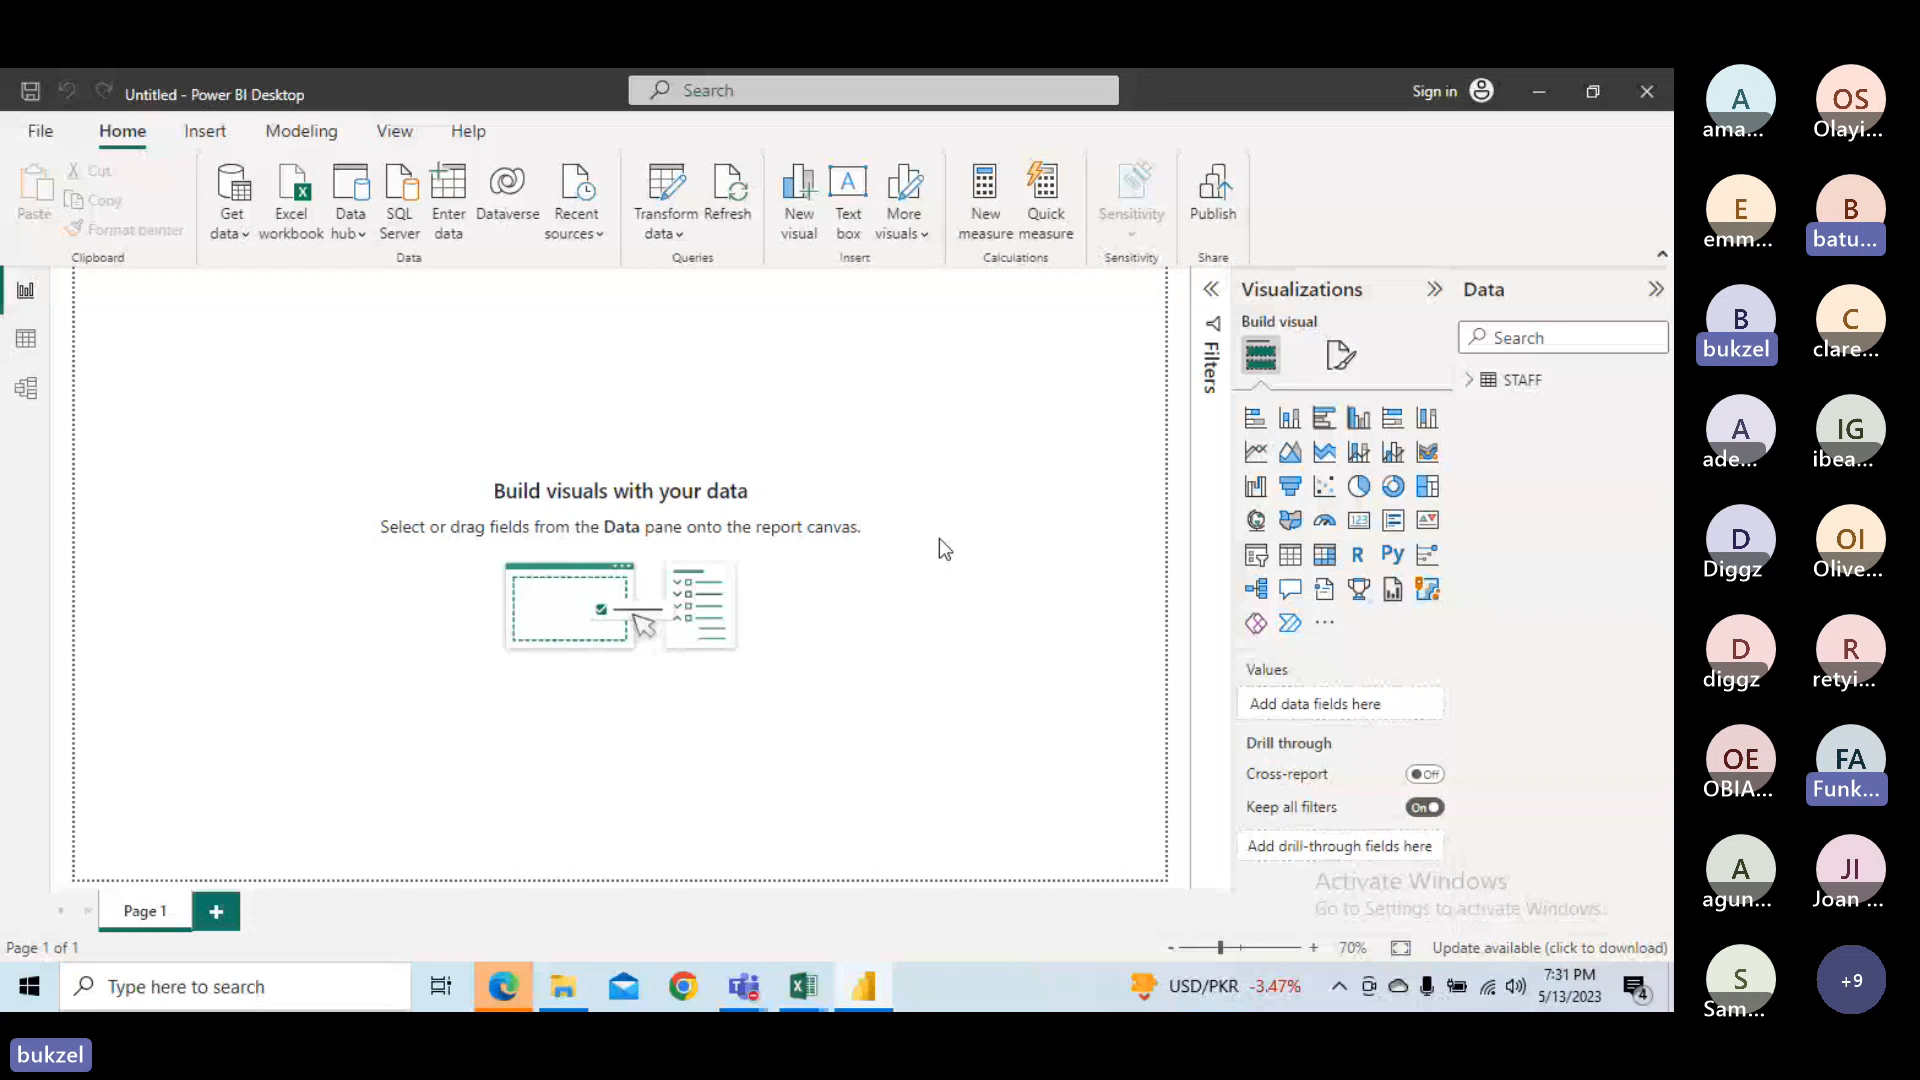 Untitled - Power BI Desktop
Search
Sign in
File
Home
Insert
Modeling
View
Help
Paste
Cut
Copy
Format painter
Clipboard
Get data
Excel workbook
Data hub
SQL Server
Enter data
Dataverse
Recent sources
Data
Transform data
Refresh
Queries
New visual
A
Text box
More visuals
Insert
New measure
Quick measure
Calculations
Sensitivity
Sensitivity
Publish
Share
Filters
Visualizations
Build visual
123
R
Py
...
Values
Add data fields here
Drill through
Cross-report
Off
Keep all filters
On
Add drill-through fields here
Data
Search
STAFF
Build visuals with your data
Select or drag fields from the Data pane onto the report canvas.
Activate Windows
Go to Settings to activate Windows.
Page 1
+
Page 1 of 1
- + 70%
Update available (click to download)
Type here to search
USD/PKR -3.47%
7:31 PM
5/13/2023
4
A
ama...
OS
Olayi...
E
emm...
B
batu...
B
bukzel
C
clare...
A
ade...
IG
ibea...
D
Diggz
OI
Olive...
D
diggz
R
retyi...
OE
OBIA...
FA
Funk...
A
agun...
JI
Joan ...
S
Sam...
+9
bukzel